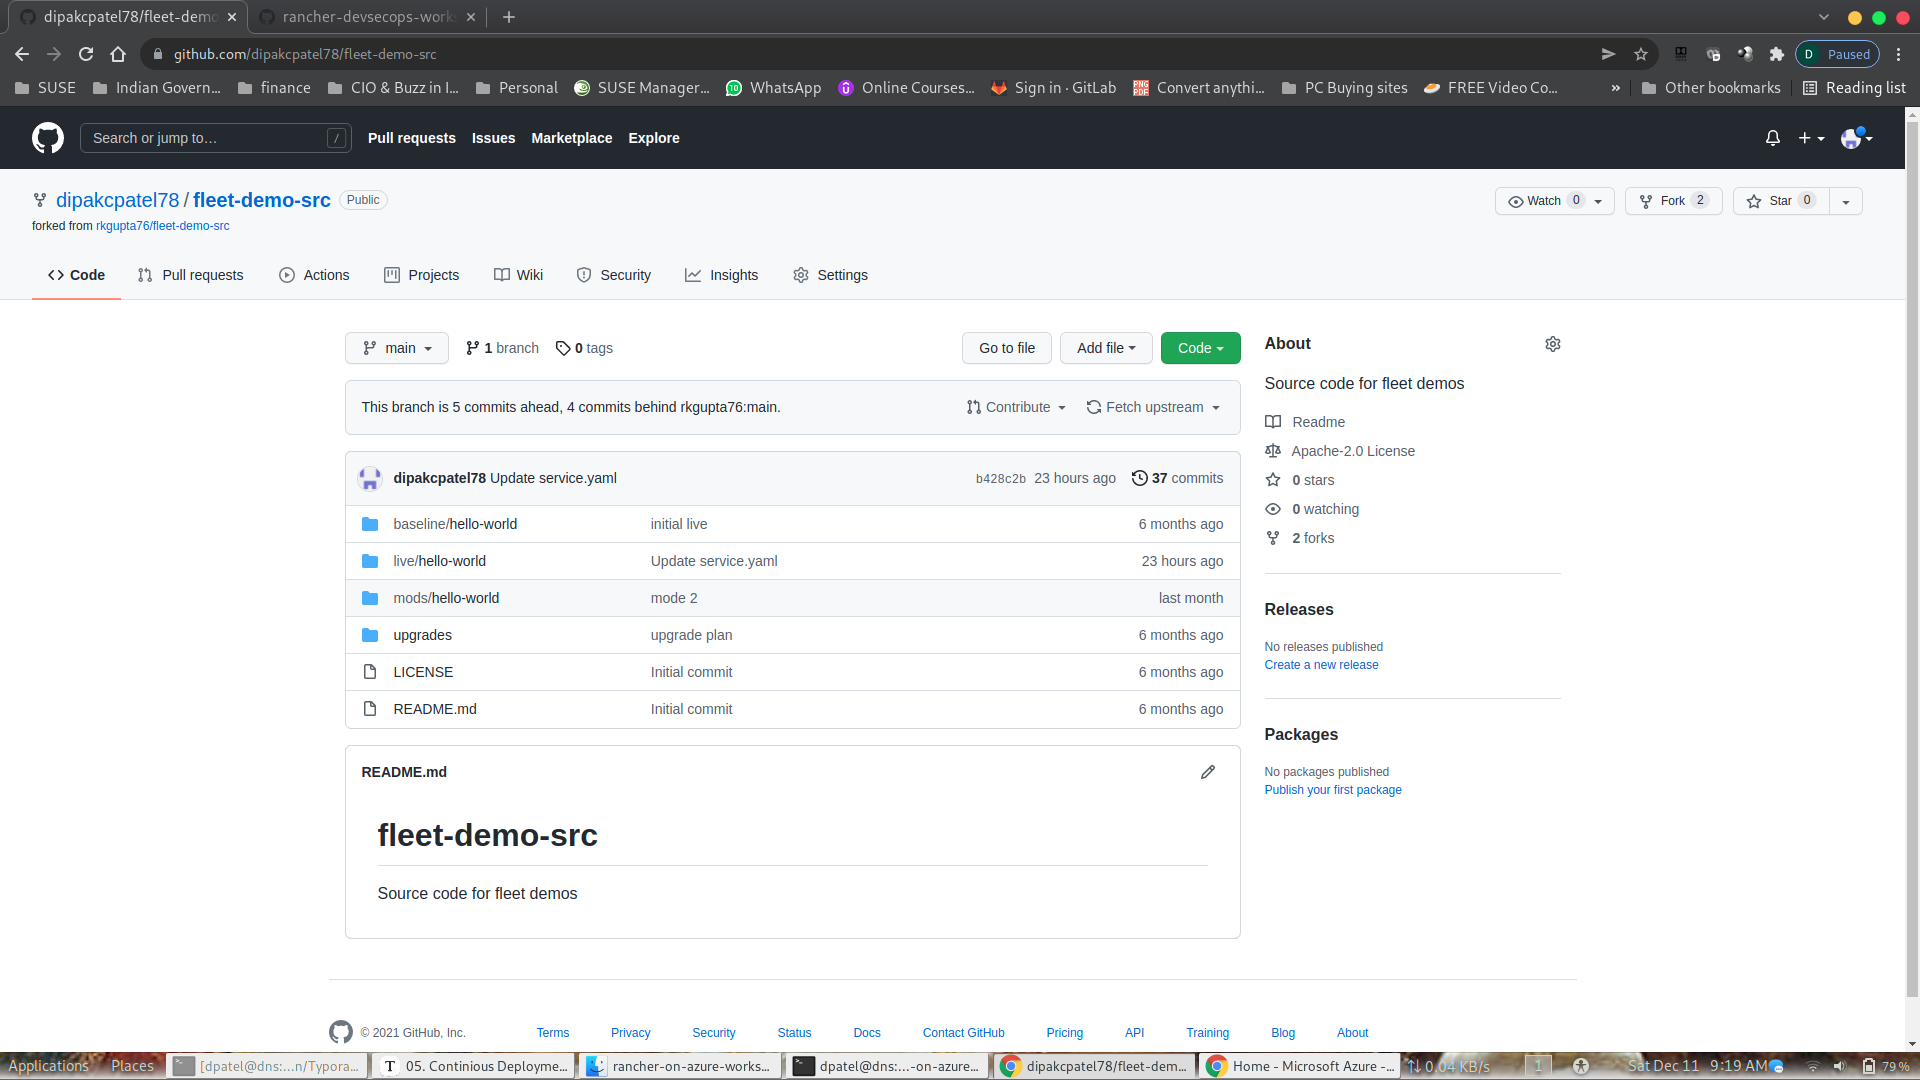 dipakcpatel78/fleet-demo
rancher-devsecops-works
github.com/dipakcpatel78/fleet-demo-src
D Paused
SUSE
Indian Govern...
finance
CIO & Buzz in I...
Personal
SUSE Manager...
WhatsApp
Online Courses...
Sign in · GitLab
Convert anythi...
PC Buying sites
FREE Video Co...
»
Other bookmarks
Reading list
Search or jump to... /
Pull requests
Issues
Marketplace
Explore
dipakcpatel78 / fleet-demo-src Public
Watch 0
Fork 2
Star 0
forked from rkgupta76/fleet-demo-src
Code
Pull requests
Actions
Projects
Wiki
Security
Insights
Settings
main
1 branch
0 tags
Go to file
Add file
Code
This branch is 5 commits ahead, 4 commits behind rkgupta76:main.
Contribute
Fetch upstream
dipakcpatel78 Update service.yaml b428c2b 23 hours ago 37 commits
baseline/hello-world initial live 6 months ago
live/hello-world Update service.yaml 23 hours ago
mods/hello-world mode 2 last month
upgrades upgrade plan 6 months ago
LICENSE Initial commit 6 months ago
README.md Initial commit 6 months ago
README.md
fleet-demo-src
Source code for fleet demos
About
Source code for fleet demos
Readme
Apache-2.0 License
0 stars
0 watching
2 forks
Releases
No releases published
Create a new release
Packages
No packages published
Publish your first package
© 2021 GitHub, Inc.
Terms
Privacy
Security
Status
Docs
Contact GitHub
Pricing
API
Training
Blog
About
Applications
Places
[dpatel@dns:...n/Typora...
05. Continious Deployme...
rancher-on-azure-works...
dpatel@dns:...-on-azure...
dipakcpatel78/fleet-dem...
Home - Microsoft Azure -...
0.04 KB/s
1
Sat Dec 11 9:19 AM
79 %